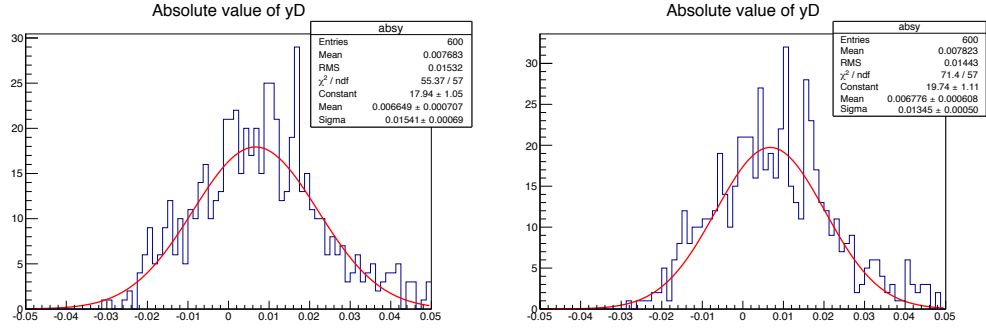 Absolute value of yD
absy
Entries 600
Mean 0.007683
RMS 0.01532
χ² / ndf 55.37 / 57
Constant 17.94 ± 1.05
Mean 0.006649 ± 0.000707
Sigma 0.01541 ± 0.00069
30
25
20
15
10
5
0
-0.05 -0.04 -0.03 -0.02 -0.01 0 0.01 0.02 0.03 0.04 0.05
Absolute value of yD
absy
Entries 600
Mean 0.007823
RMS 0.01443
χ² / ndf 71.4 / 57
Constant 19.74 ± 1.11
Mean 0.006776 ± 0.000608
Sigma 0.01345 ± 0.00050
30
25
20
15
10
5
0
-0.05 -0.04 -0.03 -0.02 -0.01 0 0.01 0.02 0.03 0.04 0.05